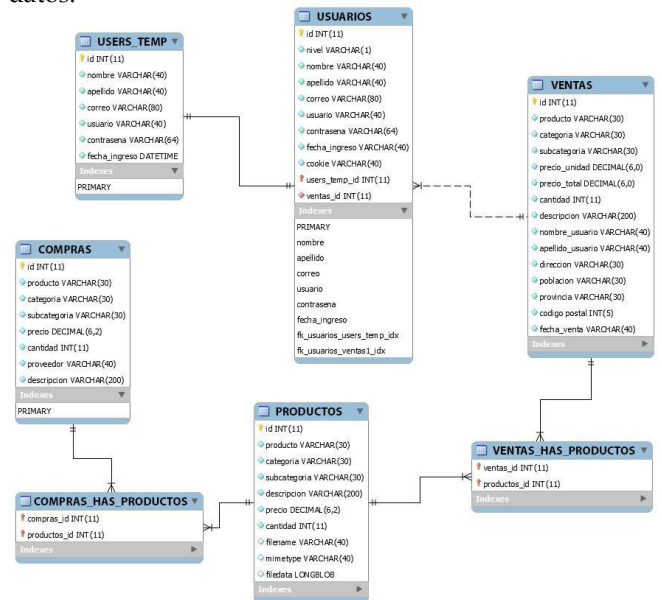 datos.
USERS_TEMP
id INT(11)
nombre VARCHAR(40)
apellido VARCHAR(40)
correo VARCHAR(80)
usuario VARCHAR(40)
contrasena VARCHAR(64)
fecha_ingreso DATETIME
Indexes
PRIMARY
USUARIOS
id INT(11)
nivel VARCHAR(1)
nombre VARCHAR(40)
apellido VARCHAR(40)
correo VARCHAR(80)
usuario VARCHAR(40)
contrasena VARCHAR(64)
fecha_ingreso VARCHAR(40)
cookie VARCHAR(40)
users_temp_id INT(11)
ventas_id INT(11)
Indexes
PRIMARY
nombre
apellido
correo
usuario
contrasena
fecha_ingreso
fk_usuarios_users_temp_idx
fk_usuarios_ventas1_idx
VENTAS
id INT(11)
producto VARCHAR(30)
categoria VARCHAR(30)
subcategoria VARCHAR(30)
precio_unidad DECIMAL(6,0)
precio_total DECIMAL(6,0)
cantidad INT(11)
descripcion VARCHAR(200)
nombre_usuario VARCHAR(40)
apellido_usuario VARCHAR(40)
direccion VARCHAR(30)
poblacion VARCHAR(30)
provincia VARCHAR(30)
codigo postal INT(5)
fecha_venta VARCHAR(40)
Indexes
COMPRAS
id INT(11)
producto VARCHAR(30)
categoria VARCHAR(30)
subcategoria VARCHAR(30)
precio DECIMAL(6,2)
cantidad INT(11)
proveedor VARCHAR(40)
descripcion VARCHAR(200)
Indexes
PRIMARY
PRODUCTOS
id INT(11)
producto VARCHAR(30)
categoria VARCHAR(30)
subcategoria VARCHAR(30)
descripcion VARCHAR(200)
precio DECIMAL(6,2)
cantidad INT(11)
filename VARCHAR(40)
mimetype VARCHAR(40)
filedata LONGBLOB
Indexes
VENTAS_HAS_PRODUCTOS
ventas_id INT(11)
productos_id INT(11)
Indexes
COMPRAS_HAS_PRODUCTOS
compras_id INT(11)
productos_id INT(11)
Indexes